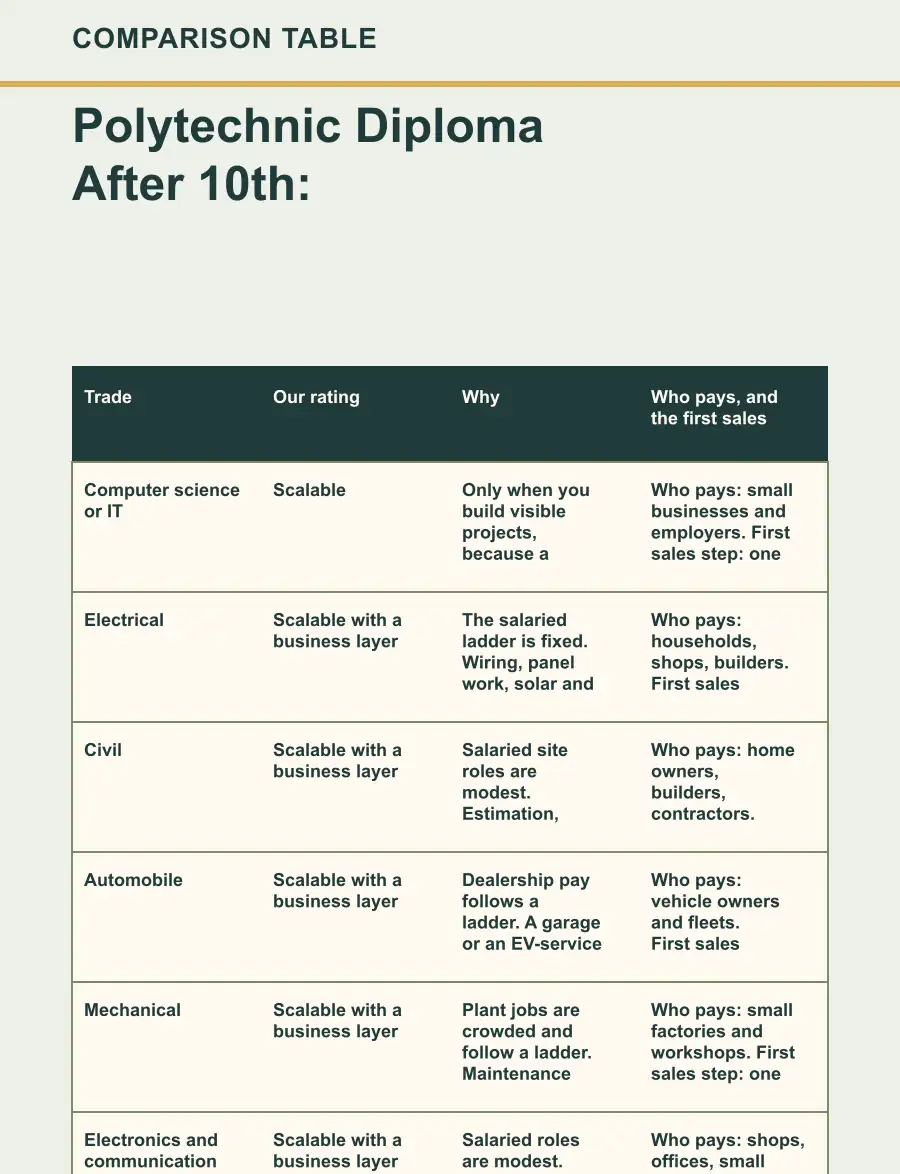 COMPARISON TABLE
Polytechnic Diploma
After 10th:
Trade
Our rating
Why
Who pays, and
the first sales
Computer science
or IT
Scalable
Only when you
build visible
projects,
because a
Who pays: small
businesses and
employers. First
sales step: one
Electrical
Scalable with a
business layer
The salaried
ladder is fixed.
Wiring, panel
work, solar and
Who pays:
households,
shops, builders.
First sales
Civil
Scalable with a
business layer
Salaried site
roles are
modest.
Estimation,
Who pays: home
owners,
builders,
contractors.
Automobile
Scalable with a
business layer
Dealership pay
follows a
ladder. A garage
or an EV-service
Who pays:
vehicle owners
and fleets.
First sales
Mechanical
Scalable with a
business layer
Plant jobs are
crowded and
follow a ladder.
Maintenance
Who pays: small
factories and
workshops. First
sales step: one
Electronics and
communication
Scalable with a
business layer
Salaried roles
are modest.
Who pays: shops,
offices, small